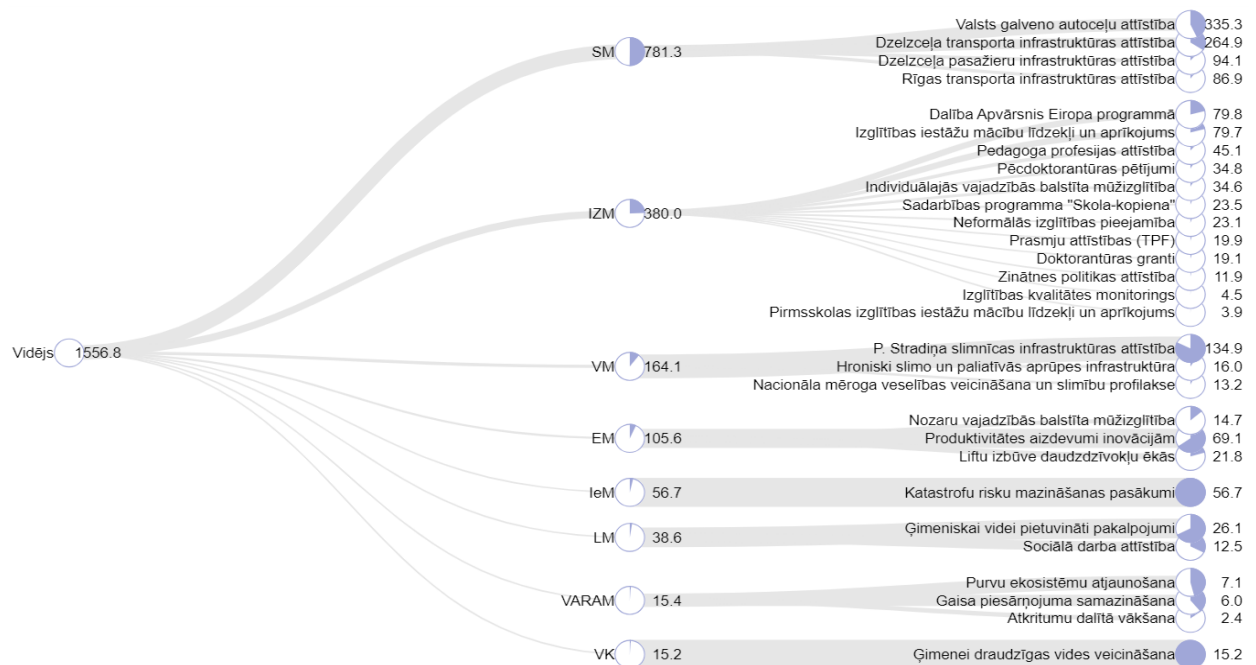 Vidējs 1556.8
SM 781.3
Valsts galveno autoceļu attīstība 335.3
Dzelzceļa transporta infrastruktūras attīstība 264.9
Dzelzceļa pasažieru infrastruktūras attīstība 94.1
Rīgas transporta infrastruktūras attīstība 86.9
IZM 380.0
Dalība Apvārsnis Eiropa programmā 79.8
Izglītības iestāžu mācību līdzekļi un aprīkojums 79.7
Pedagoga profesijas attīstība 45.1
Pēcdoktorantūras pētījumi 34.8
Individuālajās vajadzībās balstīta mūžizglītība 34.6
Sadarbības programma "Skola-kopiena" 23.5
Neformālās izglītības pieejamība 23.1
Prasmju attīstības (TPF) 19.9
Doktorantūras granti 19.1
Zinātnes politikas attīstība 11.9
Izglītības kvalitātes monitorings 4.5
Pirmsskolas izglītības iestāžu mācību līdzekļi un aprīkojums 3.9
VM 164.1
P. Stradiņa slimnīcas infrastruktūras attīstība 134.9
Hroniski slimo un paliatīvās aprūpes infrastruktūra 16.0
Nacionāla mēroga veselības veicināšana un slimību profilakse 13.2
EM 105.6
Nozaru vajadzībās balstīta mūžizglītība 14.7
Produktivitātes aizdevumi inovācijām 69.1
Liftu izbūve daudzdzīvokļu ēkās 21.8
IeM 56.7
Katastrofu risku mazināšanas pasākumi 56.7
LM 38.6
Ģimeniskai videi pietuvināti pakalpojumi 26.1
Sociālā darba attīstība 12.5
VARAM 15.4
Purvu ekosistēmu atjaunošana 7.1
Gaisa piesārņojuma samazināšana 6.0
Atkritumu dalītā vākšana 2.4
VK 15.2
Ģimenei draudzīgas vides veicināšana 15.2